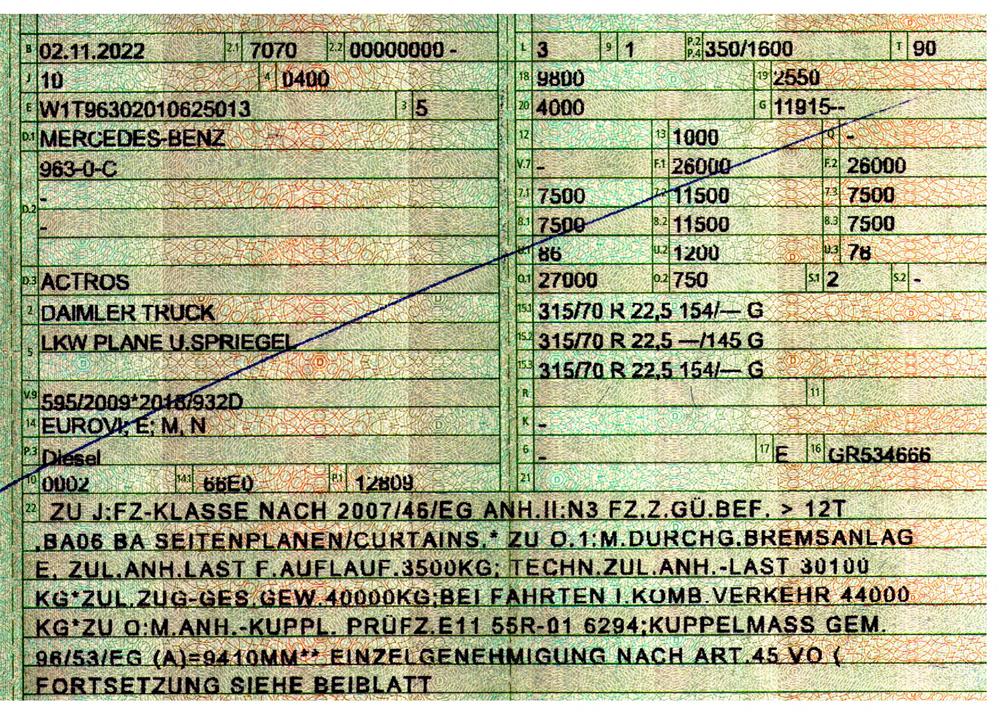 B 02.11.2022 2.1 7070 2.2 00000000 -
J 10 4 0400
E W1T96302010625013 3 5
D.1 MERCEDES-BENZ
963-0-C
-
D.2
-
D.3 ACTROS
2 DAIMLER TRUCK
5 LKW PLANE U.SPRIEGEL
V.9 595/2009*2018/932D
14 EUROVI; E; M, N
P.3 Diesel
10 0002 14.1 66E0 P.1 12809
L 3 9 1 P.2 P.4 350/1600 T 90
18 9800 19 2550
20 4000 G 11915--
12 13 1000 Q -
V.7 - F.1 26000 F.2 26000
7.1 7500 7.2 11500 7.3 7500
8.1 7500 8.2 11500 8.3 7500
U.1 86 U.2 1200 U.3 78
O.1 27000 O.2 750 S.1 2 S.2 -
15.1 315/70 R 22,5 154/— G
15.2 315/70 R 22,5 —/145 G
15.3 315/70 R 22,5 154/— G
R 11
K -
6 - 17 E 16 GR534666
21
22 ZU J:FZ-KLASSE NACH 2007/46/EG ANH.II:N3 FZ.Z.GÜ.BEF. > 12T
,BA06 BA SEITENPLANEN/CURTAINS,* ZU O.1:M.DURCHG.BREMSANLAG
E, ZUL.ANH.LAST F.AUFLAUF.3500KG; TECHN.ZUL.ANH.-LAST 30100
KG*ZUL.ZUG-GES.GEW.40000KG;BEI FAHRTEN I.KOMB.VERKEHR 44000
KG*ZU O:M.ANH.-KUPPL. PRÜFZ.E11 55R-01 6294;KUPPELMASS GEM.
96/53/EG (A)=9410MM** EINZELGENEHMIGUNG NACH ART.45 VO (
FORTSETZUNG SIEHE BEIBLATT